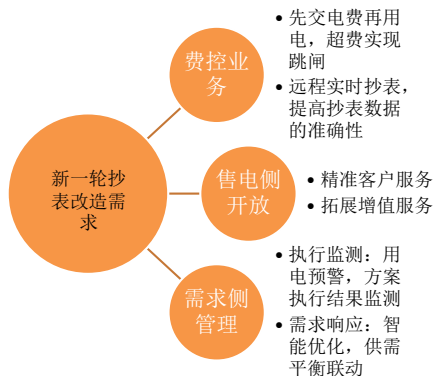 新一轮抄
表改造需
求
费控业
务
• 先交电费再用
电，超费实现
跳闸
• 远程实时抄表，
提高抄表数据
的准确性
售电侧
开放
• 精准客户服务
• 拓展增值服务
需求侧
管理
• 执行监测：用
电预警，方案
执行结果监测
• 需求响应：智
能优化，供需
平衡联动